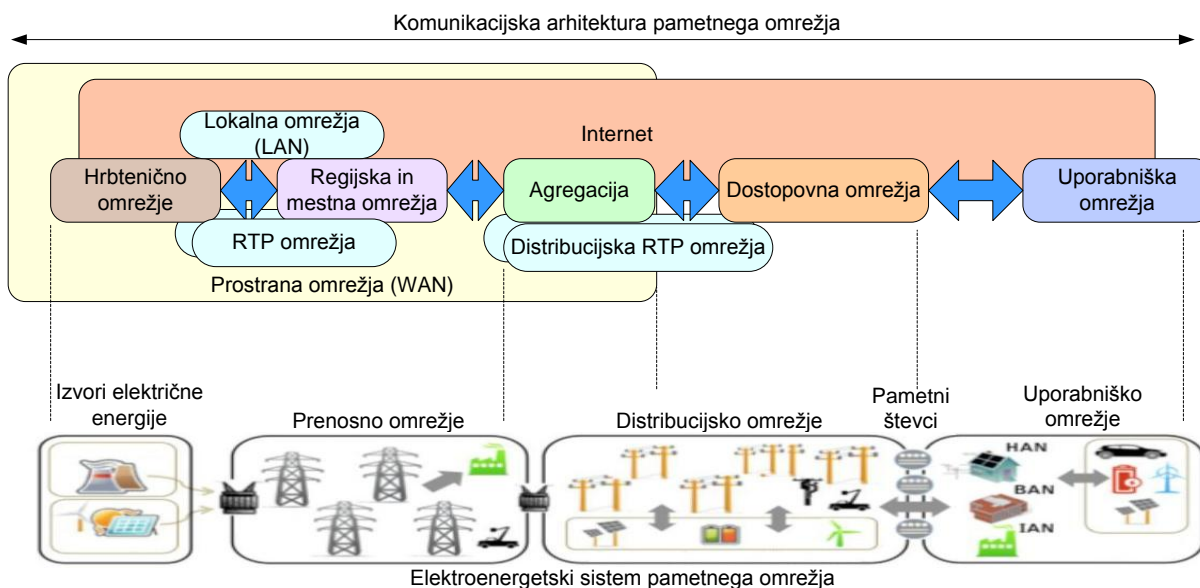 Komunikacijska arhitektura pametnega omrežja
Lokalna omrežja
(LAN)
Internet
Hrbtenično
omrežje
Regijska in
mestna omrežja
Agregacija
Dostopovna omrežja
Uporabniška
omrežja
RTP omrežja
Distribucijska RTP omrežja
Prostrana omrežja (WAN)
Izvori električne
energije
Prenosno omrežje
Distribucijsko omrežje
Pametni
števci
Uporabniško
omrežje
HAN
BAN
IAN
Elektroenergetski sistem pametnega omrežja